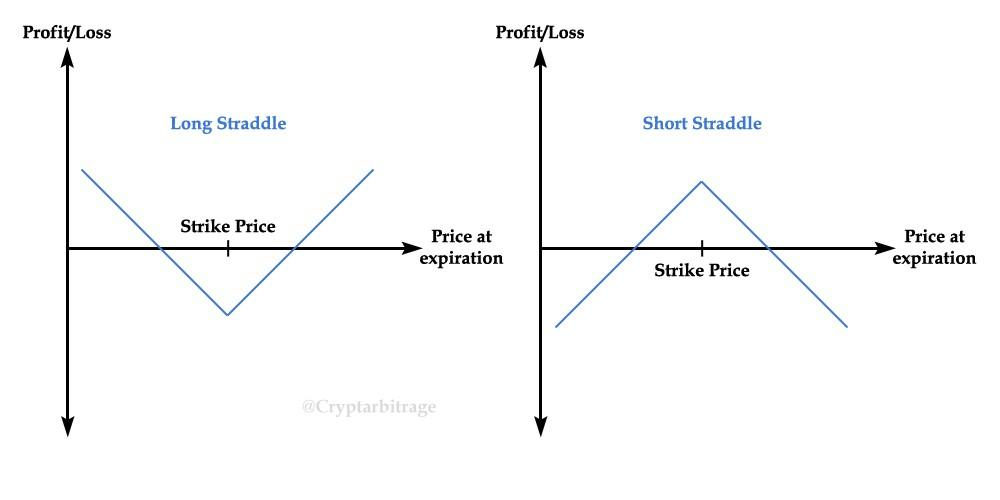 Profit/Loss
Long Straddle
Strike Price
Price at
expiration
@Cryptarbitrage
Profit/Loss
Short Straddle
Strike Price
Price at
expiration